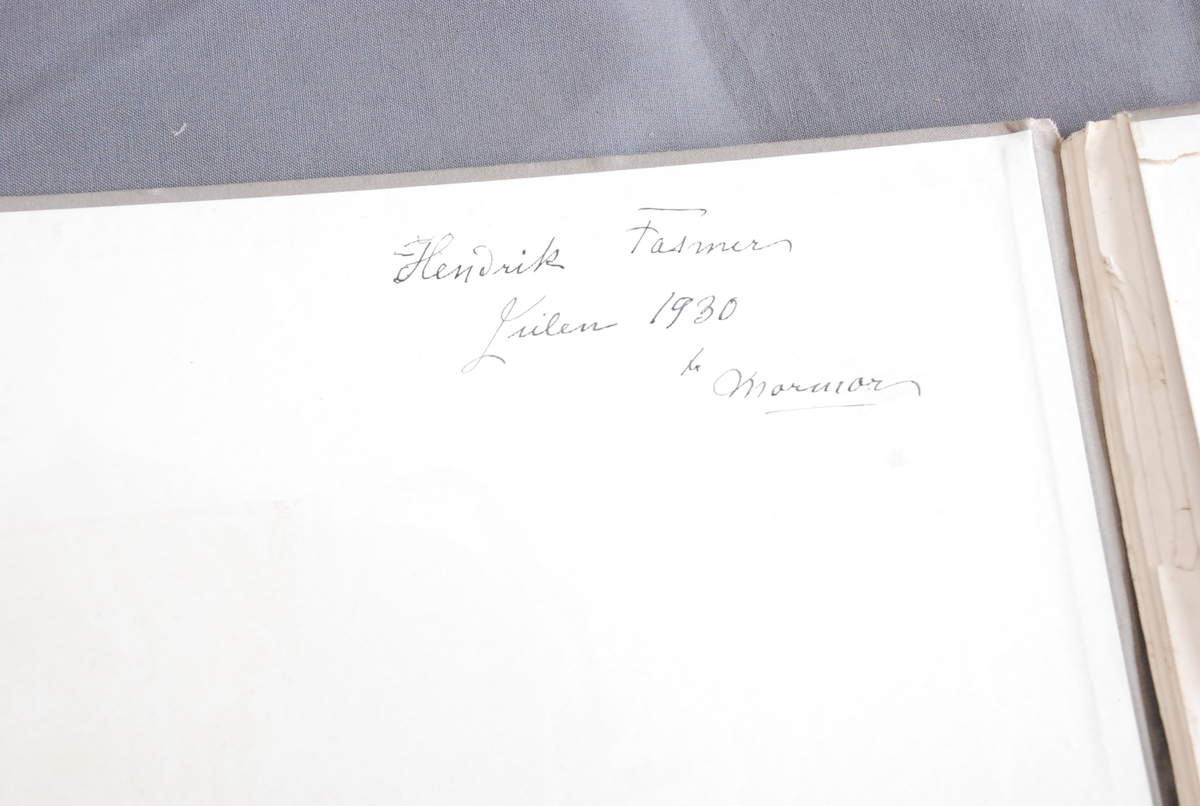 Hendrik Fasmer
Julen 1930
fr Mormor